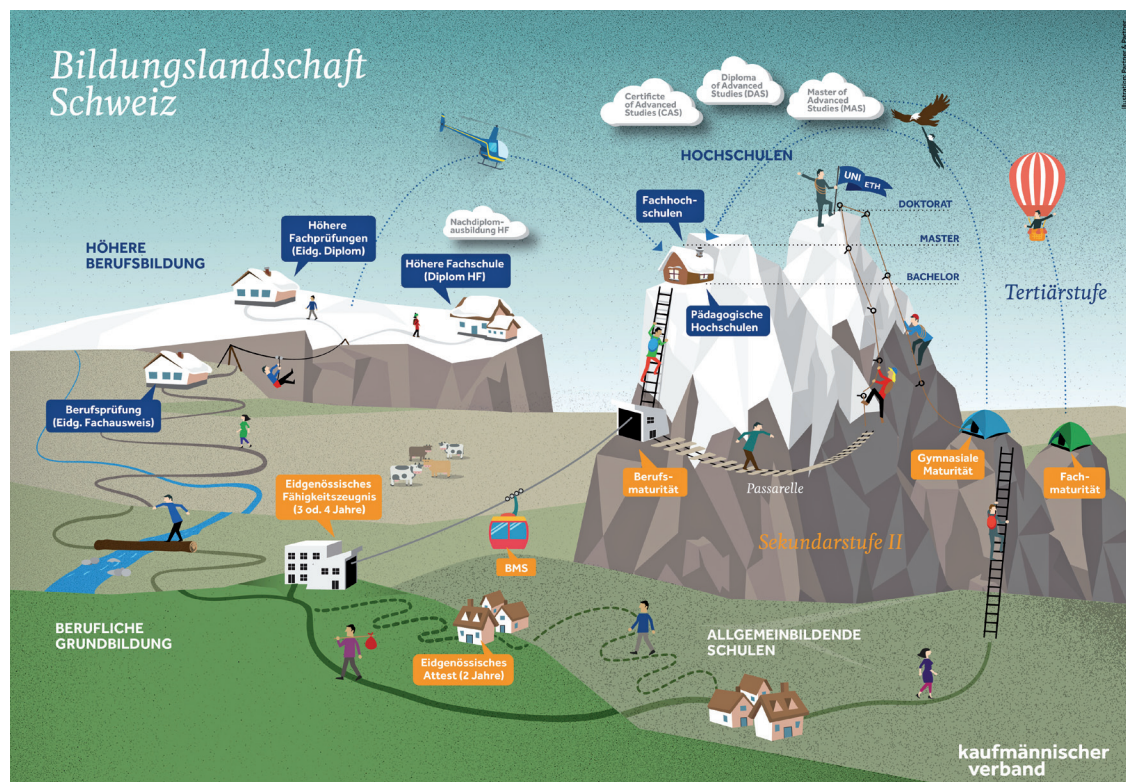 Bildungslandschaft
Schweiz
Illustration: Partner & Partner
Certificte
of Advanced
Studies (CAS)
Diploma
of Advanced
Studies (DAS)
Master of
Advanced
Studies (MAS)
HOCHSCHULEN
UNI
ETH
Fachhoch-
schulen
DOKTORAT
MASTER
BACHELOR
Nachdiplom-
ausbildung HF
Höhere
Fachprüfungen
(Eidg. Diplom)
HÖHERE
BERUFSBILDUNG
Höhere Fachschule
(Diplom HF)
Tertiärstufe
Pädagogische
Hochschulen
Berufsprüfung
(Eidg. Fachausweis)
Eidgenössisches
Fähigkeitszeugnis
(3 od. 4 Jahre)
Berufs-
maturität
Passarelle
Gymnasiale
Maturität
Fach-
maturität
Sekundarstufe II
BMS
BERUFLICHE
GRUNDBILDUNG
Eidgenössisches
Attest (2 Jahre)
ALLGEMEINBILDENDE
SCHULEN
kaufmännischer
verband